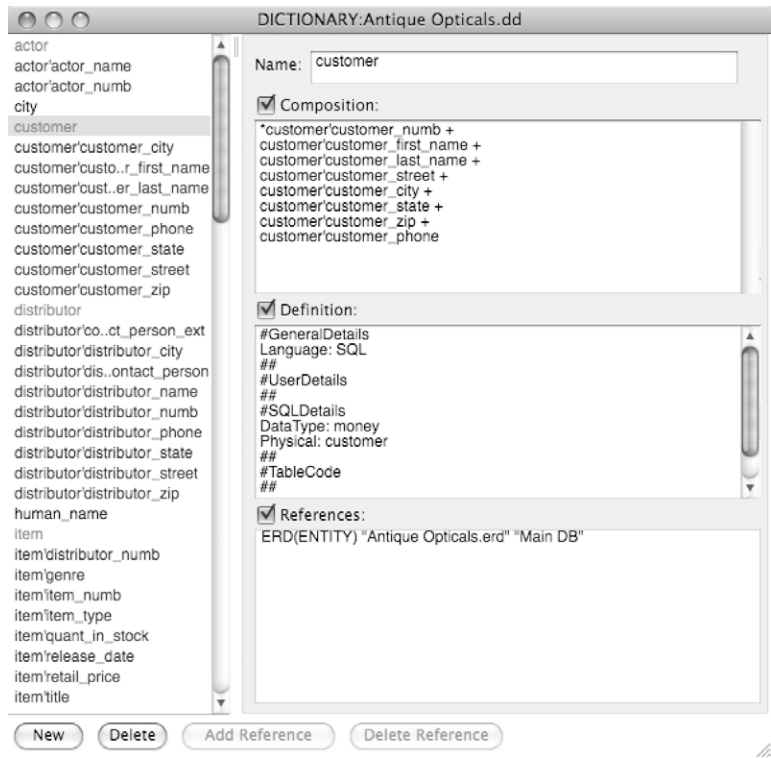 DICTIONARY:Antique Opticals.dd
actor
actor'actor_name
actor'actor_numb
city
customer
customer'customer_city
customer'custo..r_first_name
customer'cust..er_last_name
customer'customer_numb
customer'customer_phone
customer'customer_state
customer'customer_street
customer'customer_zip
distributor
distributor'co..ct_person_ext
distributor'distributor_city
distributor'dis..ontact_person
distributor'distributor_name
distributor'distributor_numb
distributor'distributor_phone
distributor'distributor_state
distributor'distributor_street
distributor'distributor_zip
human_name
item
item'distributor_numb
item'genre
item'item_numb
item'item_type
item'quant_in_stock
item'release_date
item'retail_price
item'title
Name: customer
Composition:
*customer'customer_numb +
customer'customer_first_name +
customer'customer_last_name +
customer'customer_street +
customer'customer_city +
customer'customer_state +
customer'customer_zip +
customer'customer_phone
Definition:
#GeneralDetails
Language: SQL
##
#UserDetails
##
#SQLDetails
DataType: money
Physical: customer
##
#TableCode
##
References:
ERD(ENTITY) "Antique Opticals.erd" "Main DB"
New Delete Add Reference Delete Reference